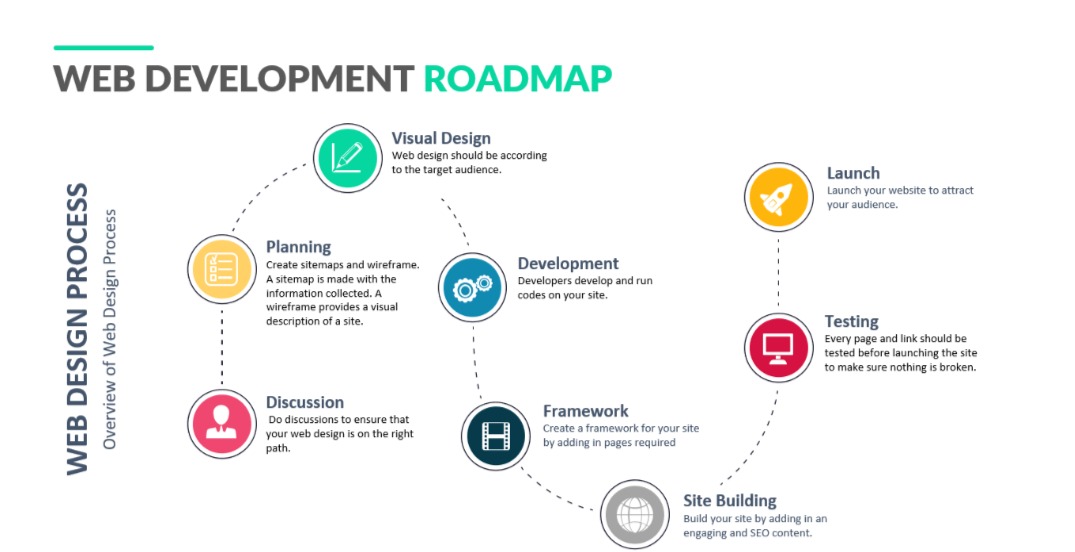 WEB DEVELOPMENT ROADMAP
WEB DESIGN PROCESS
Overview of Web Design Process
Visual Design
Web design should be according
to the target audience.
Planning
Create sitemaps and wireframe.
A sitemap is made with the
information collected. A
wireframe provides a visual
description of a site.
Discussion
Do discussions to ensure that
your web design is on the right
path.
Development
Developers develop and run
codes on your site.
Framework
Create a framework for your site
by adding in pages required
Site Building
Build your site by adding in an
engaging and SEO content.
Testing
Every page and link should be
tested before launching the site
to make sure nothing is broken.
Launch
Launch your website to attract
your audience.